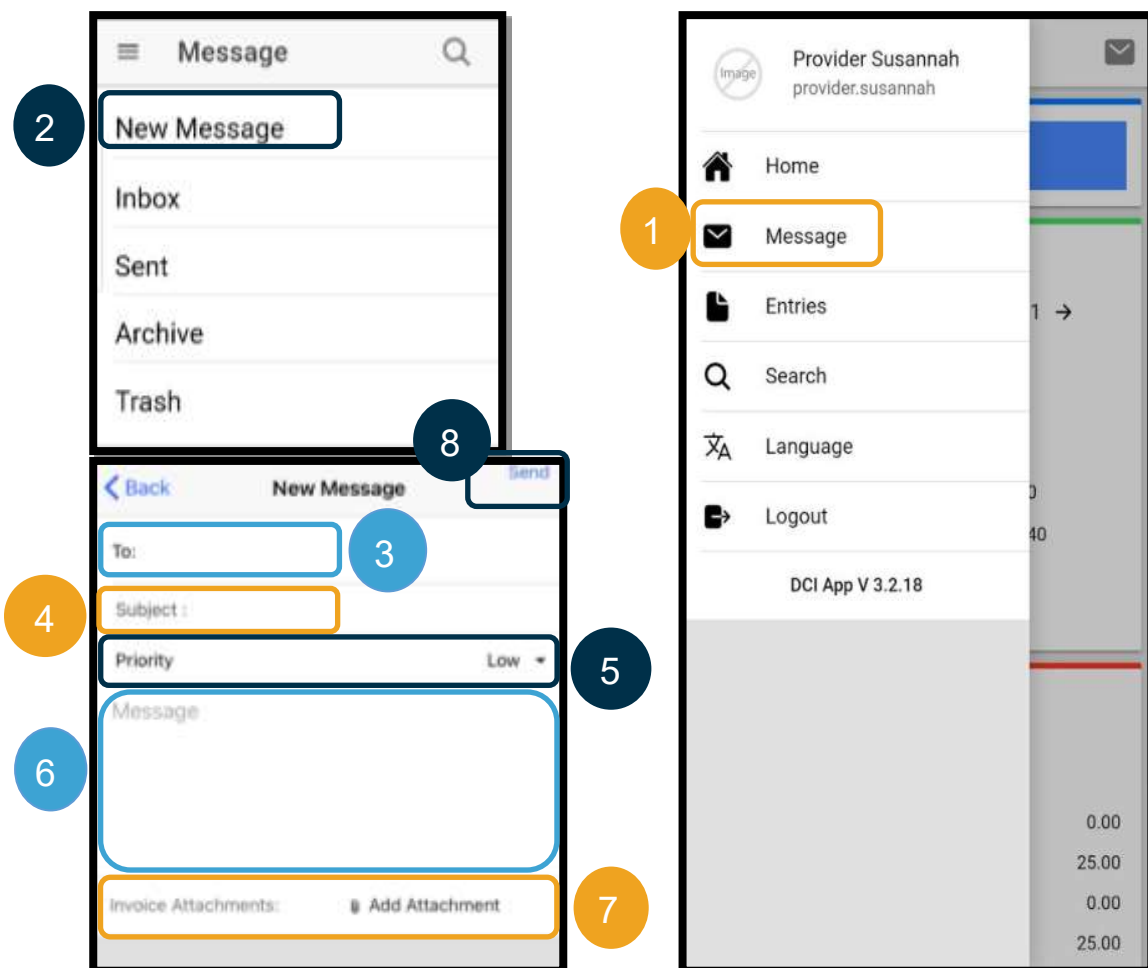 Message
2
New Message
Inbox
Sent
Archive
Trash
8
Back
New Message
Send
To:
3
4
Subject :
Priority
Low
5
Message
6
Invoice Attachments:
Add Attachment
7
Image
Provider Susannah
provider.susannah
Home
1
Message
Entries
1 →
Search
Language
0
Logout
40
DCI App V 3.2.18
0.00
25.00
0.00
25.00